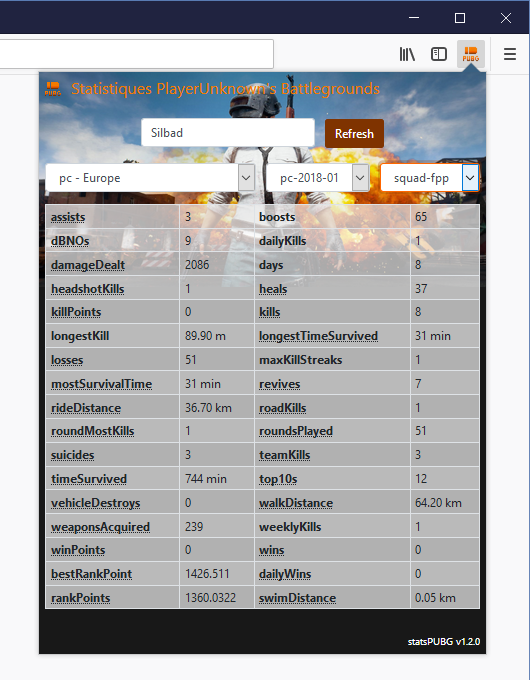 PUBG
PUBG Statistiques PlayerUnknown's Battlegrounds
Silbad Refresh
pc - Europe pc-2018-01 squad-fpp
assists 3 boosts 65
dBNOs 9 dailyKills 1
damageDealt 2086 days 8
headshotKills 1 heals 37
killPoints 0 kills 8
longestKill 89.90 m longestTimeSurvived 31 min
losses 51 maxKillStreaks 1
mostSurvivalTime 31 min revives 7
rideDistance 36.70 km roadKills 1
roundMostKills 1 roundsPlayed 51
suicides 3 teamKills 3
timeSurvived 744 min top10s 12
vehicleDestroys 0 walkDistance 64.20 km
weaponsAcquired 239 weeklyKills 1
winPoints 0 wins 0
bestRankPoint 1426.511 dailyWins 0
rankPoints 1360.0322 swimDistance 0.05 km
statsPUBG v1.2.0